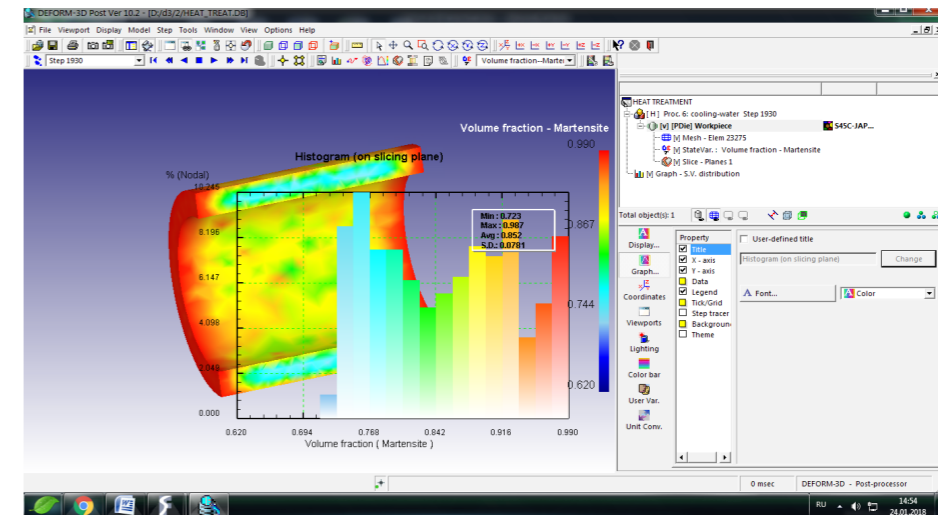 DEFORM-3D Post Ver 10.2 - [D:/d3/2/HEAT_TREAT.DB]
File Viewport Display Model Step Tools Window View Options Help
Step 1930
Volume fraction--Marte
HEAT TREATMENT
[ H ] Proc. 6: cooling-water Step 1930
[v] [PDie] Workpiece
S45C-JAP...
[v] Mesh - Elem 23275
[v] StateVar. : Volume fraction - Martensite
[v] Slice - Planes 1
[v] Graph - S.V. distribution
Volume fraction - Martensite
0.990
0.867
0.744
0.620
Histogram (on slicing plane)
% (Nodal)
8.196
6.147
4.098
2.049
0.000
Min : 0.723
Max : 0.987
Avg : 0.852
S.D.: 0.0781
0.620 0.694 0.768 0.842 0.916 0.990
Volume fraction ( Martensite )
Total object(s): 1
Display...
Graph...
Coordinates
Viewports
Lighting
Color bar
User Var.
Unit Conv.
Property
Title
X - axis
Y - axis
Data
Legend
Tick/Grid
Step tracer
Backgroun
Theme
User-defined title
Histogram (on slicing plane)
Change
A Font...
Color
0 msec
DEFORM-3D - Post-processor
RU
14:54
24.01.2018